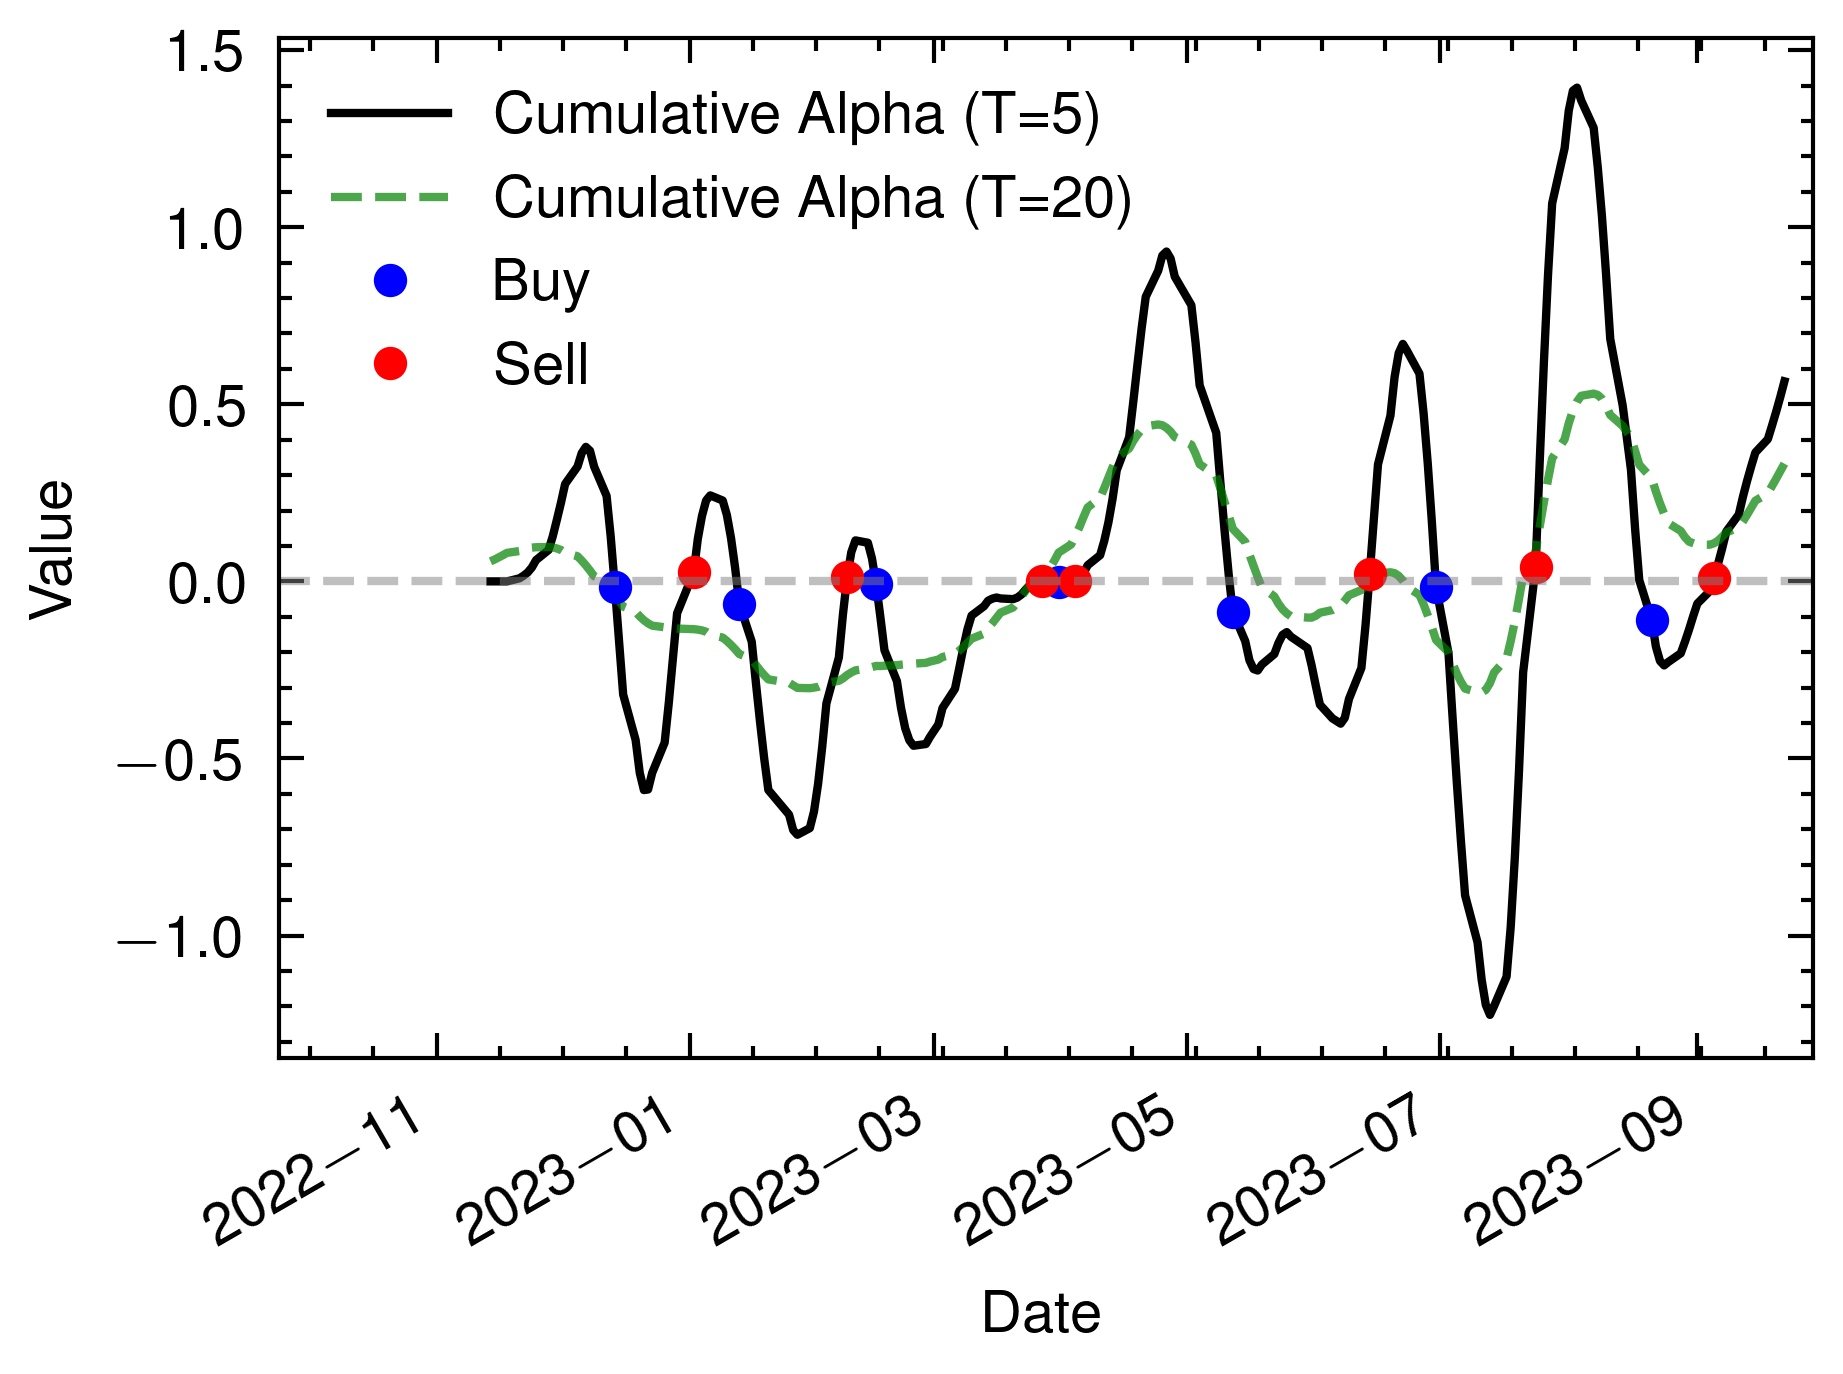 1.5
1.0
0.5
0.0
−0.5
−1.0
Value
Cumulative Alpha (T=5)
Cumulative Alpha (T=20)
Buy
Sell
2022−11
2023−01
2023−03
2023−05
2023−07
2023−09
Date